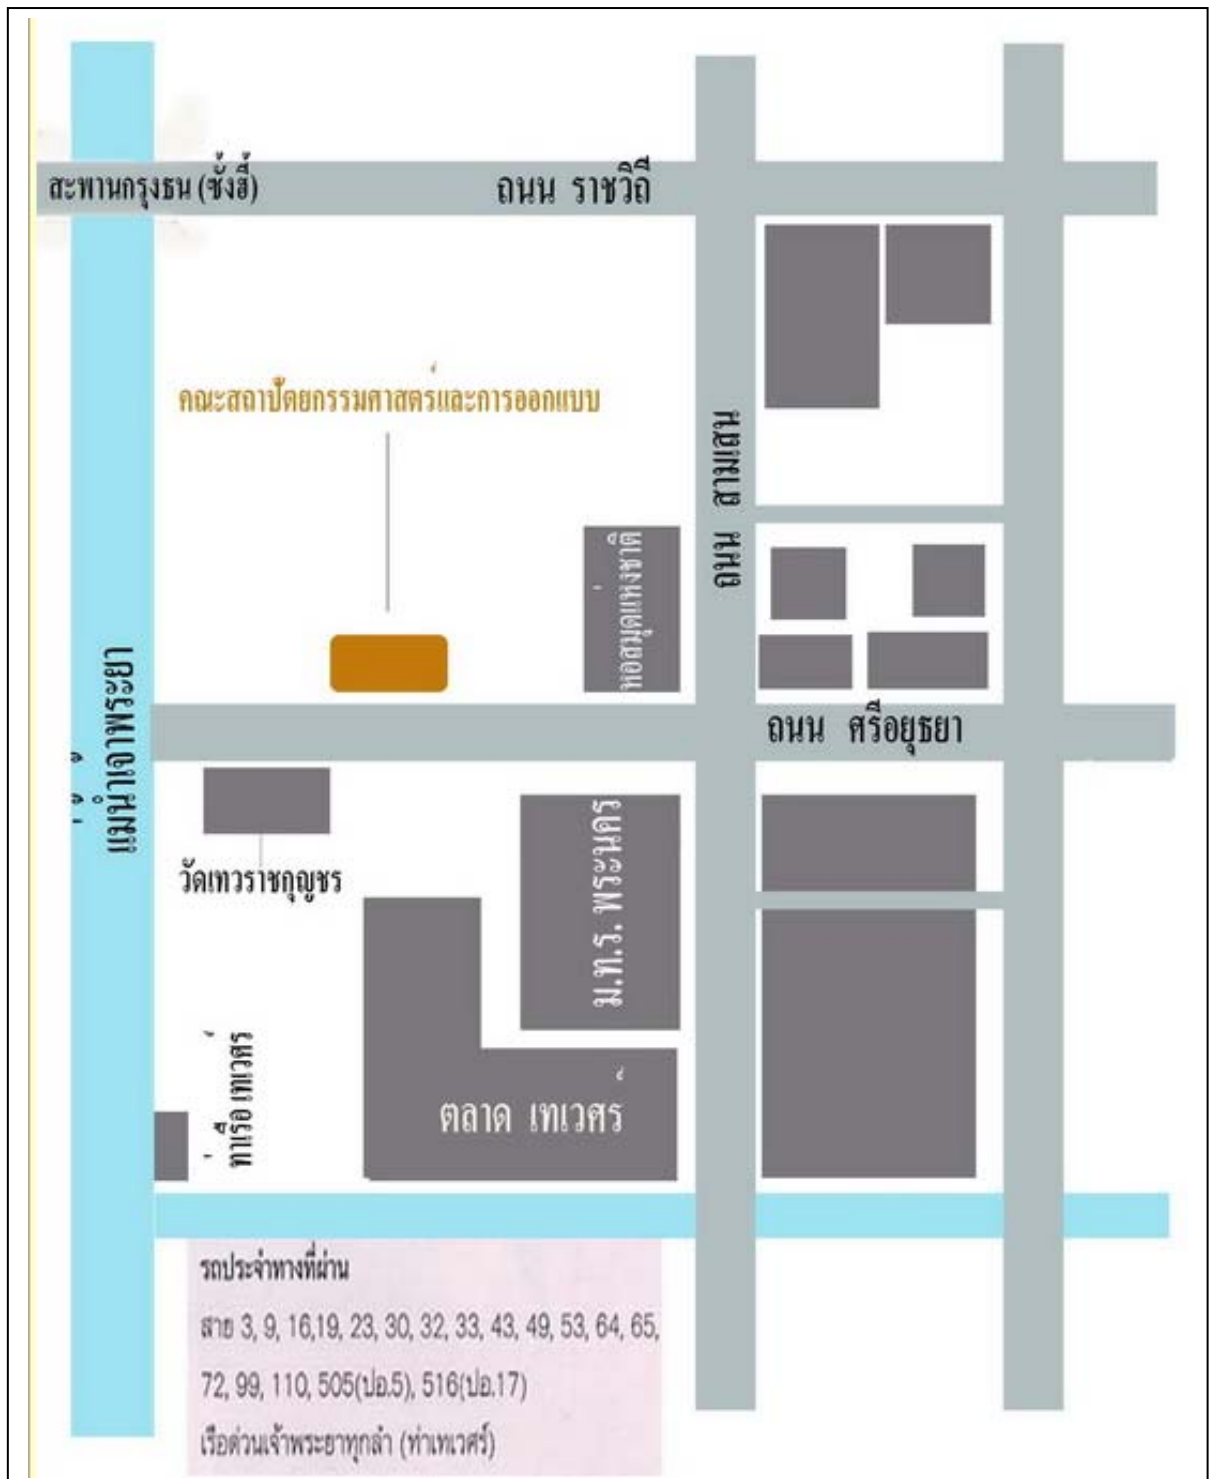 สะพานกรุงธน (ซั้งฮี้)
ถนน ราชวิถี
คณะสถาปัตยกรรมศาสตร์และการออกแบบ
ถนน สามเสน
หอสมุดแห่งชาติ
แม่น้ำเจ้าพระยา
ถนน ศรีอยุธยา
วัดเทวราชกุญชร
ม.ท.ร. พระนคร
ท่าเรือ เทเวศร์
ตลาด เทเวศร์
รถประจำทางที่ผ่าน
สาย 3, 9, 16,19, 23, 30, 32, 33, 43, 49, 53, 64, 65,
72, 99, 110, 505(ปอ.5), 516(ปอ.17)
เรือด่วนเจ้าพระยาทุกลำ (ท่าเทเวศร์)